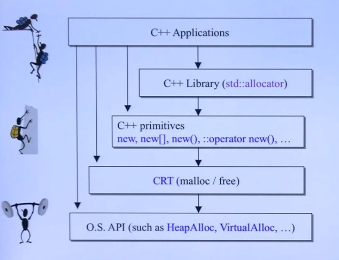 C++ Applications
C++ Library (std::allocator)
C++ primitives
new, new[], new(), ::operator new(), …
CRT (malloc / free)
O.S. API (such as HeapAlloc, VirtualAlloc, …)